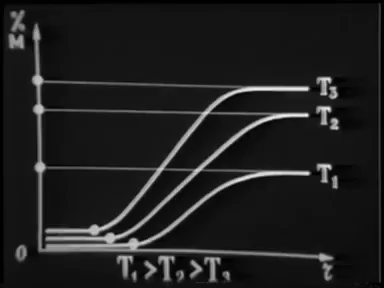 %
M
T₃
T₂
T₁
0
T₁ > T₂ > T₃
τ